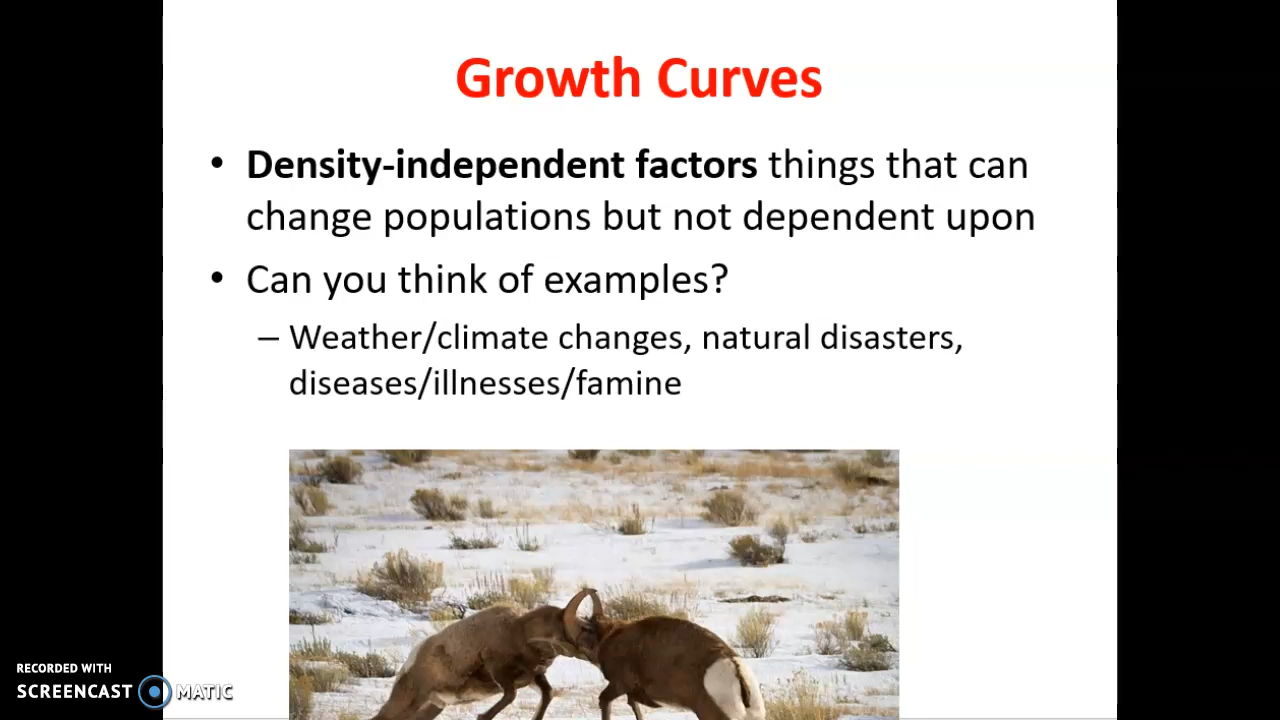 Growth Curves
• Density-independent factors things that can
change populations but not dependent upon
• Can you think of examples?
– Weather/climate changes, natural disasters,
diseases/illnesses/famine
RECORDED WITH
SCREENCAST MATIC